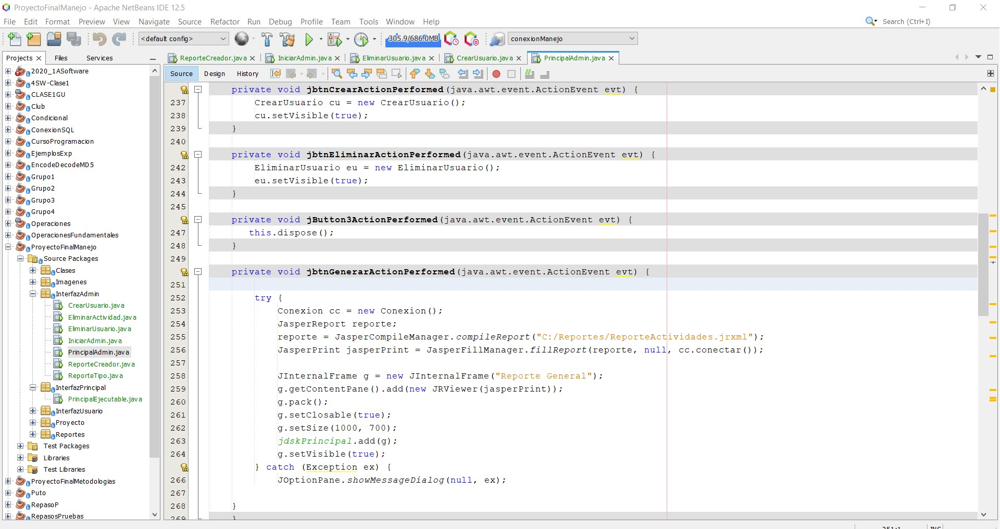 ProyectoFinalManejo - Apache NetBeans IDE 12.5
File Edit Format Preview View Navigate Source Refactor Run Debug Profile Team Tools Window Help
Search (Ctrl+I)
<default config>
305.9/686.0MB
conexionManejo
Projects Files Services
ReporteCreador.java IniciarAdmin.java EliminarUsuario.java CrearUsuario.java PrincipalAdmin.java
Source Design History
2020_1ASoftware
4SW-Clase1
CLASE1GU
Club
Condicional
ConexionSQL
CursoProgramacion
EjemplosExp
EncodeDecodeMD5
Grupo1
Grupo2
Grupo3
Grupo4
Operaciones
OperacionesFundamentales
ProyectoFinalManejo
Source Packages
Clases
Imagenes
InterfazAdmin
CrearUsuario.java
EliminarActividad.java
EliminarUsuario.java
IniciarAdmin.java
PrincipalAdmin.java
ReporteCreador.java
ReporteTipo.java
InterfazPrincipal
PrincipalEjecutable.java
InterfazUsuario
Proyecto
Reportes
Test Packages
Libraries
Test Libraries
ProyectoFinalMetodologias
Puto
RepasoP
RepasosPruebas
private void jbtnCrearActionPerformed(java.awt.event.ActionEvent evt) {
237 CrearUsuario cu = new CrearUsuario();
238 cu.setVisible(true);
239 }
240
private void jbtnEliminarActionPerformed(java.awt.event.ActionEvent evt) {
242 EliminarUsuario eu = new EliminarUsuario();
243 eu.setVisible(true);
244 }
245
private void jButton3ActionPerformed(java.awt.event.ActionEvent evt) {
247 this.dispose();
248 }
249
private void jbtnGenerarActionPerformed(java.awt.event.ActionEvent evt) {
251
252 try {
253 Conexion cc = new Conexion();
254 JasperReport reporte;
255 reporte = JasperCompileManager.compileReport("C:/Reportes/ReporteActividades.jrxml");
256 JasperPrint jasperPrint = JasperFillManager.fillReport(reporte, null, cc.conectar());
257
258 JInternalFrame g = new JInternalFrame("Reporte General");
259 g.getContentPane().add(new JRViewer(jasperPrint));
260 g.pack();
261 g.setClosable(true);
262 g.setSize(1000, 700);
263 jdskPrincipal.add(g);
264 g.setVisible(true);
} catch (Exception ex) {
266 JOptionPane.showMessageDialog(null, ex);
267
268 }
269 }
251:1 INS